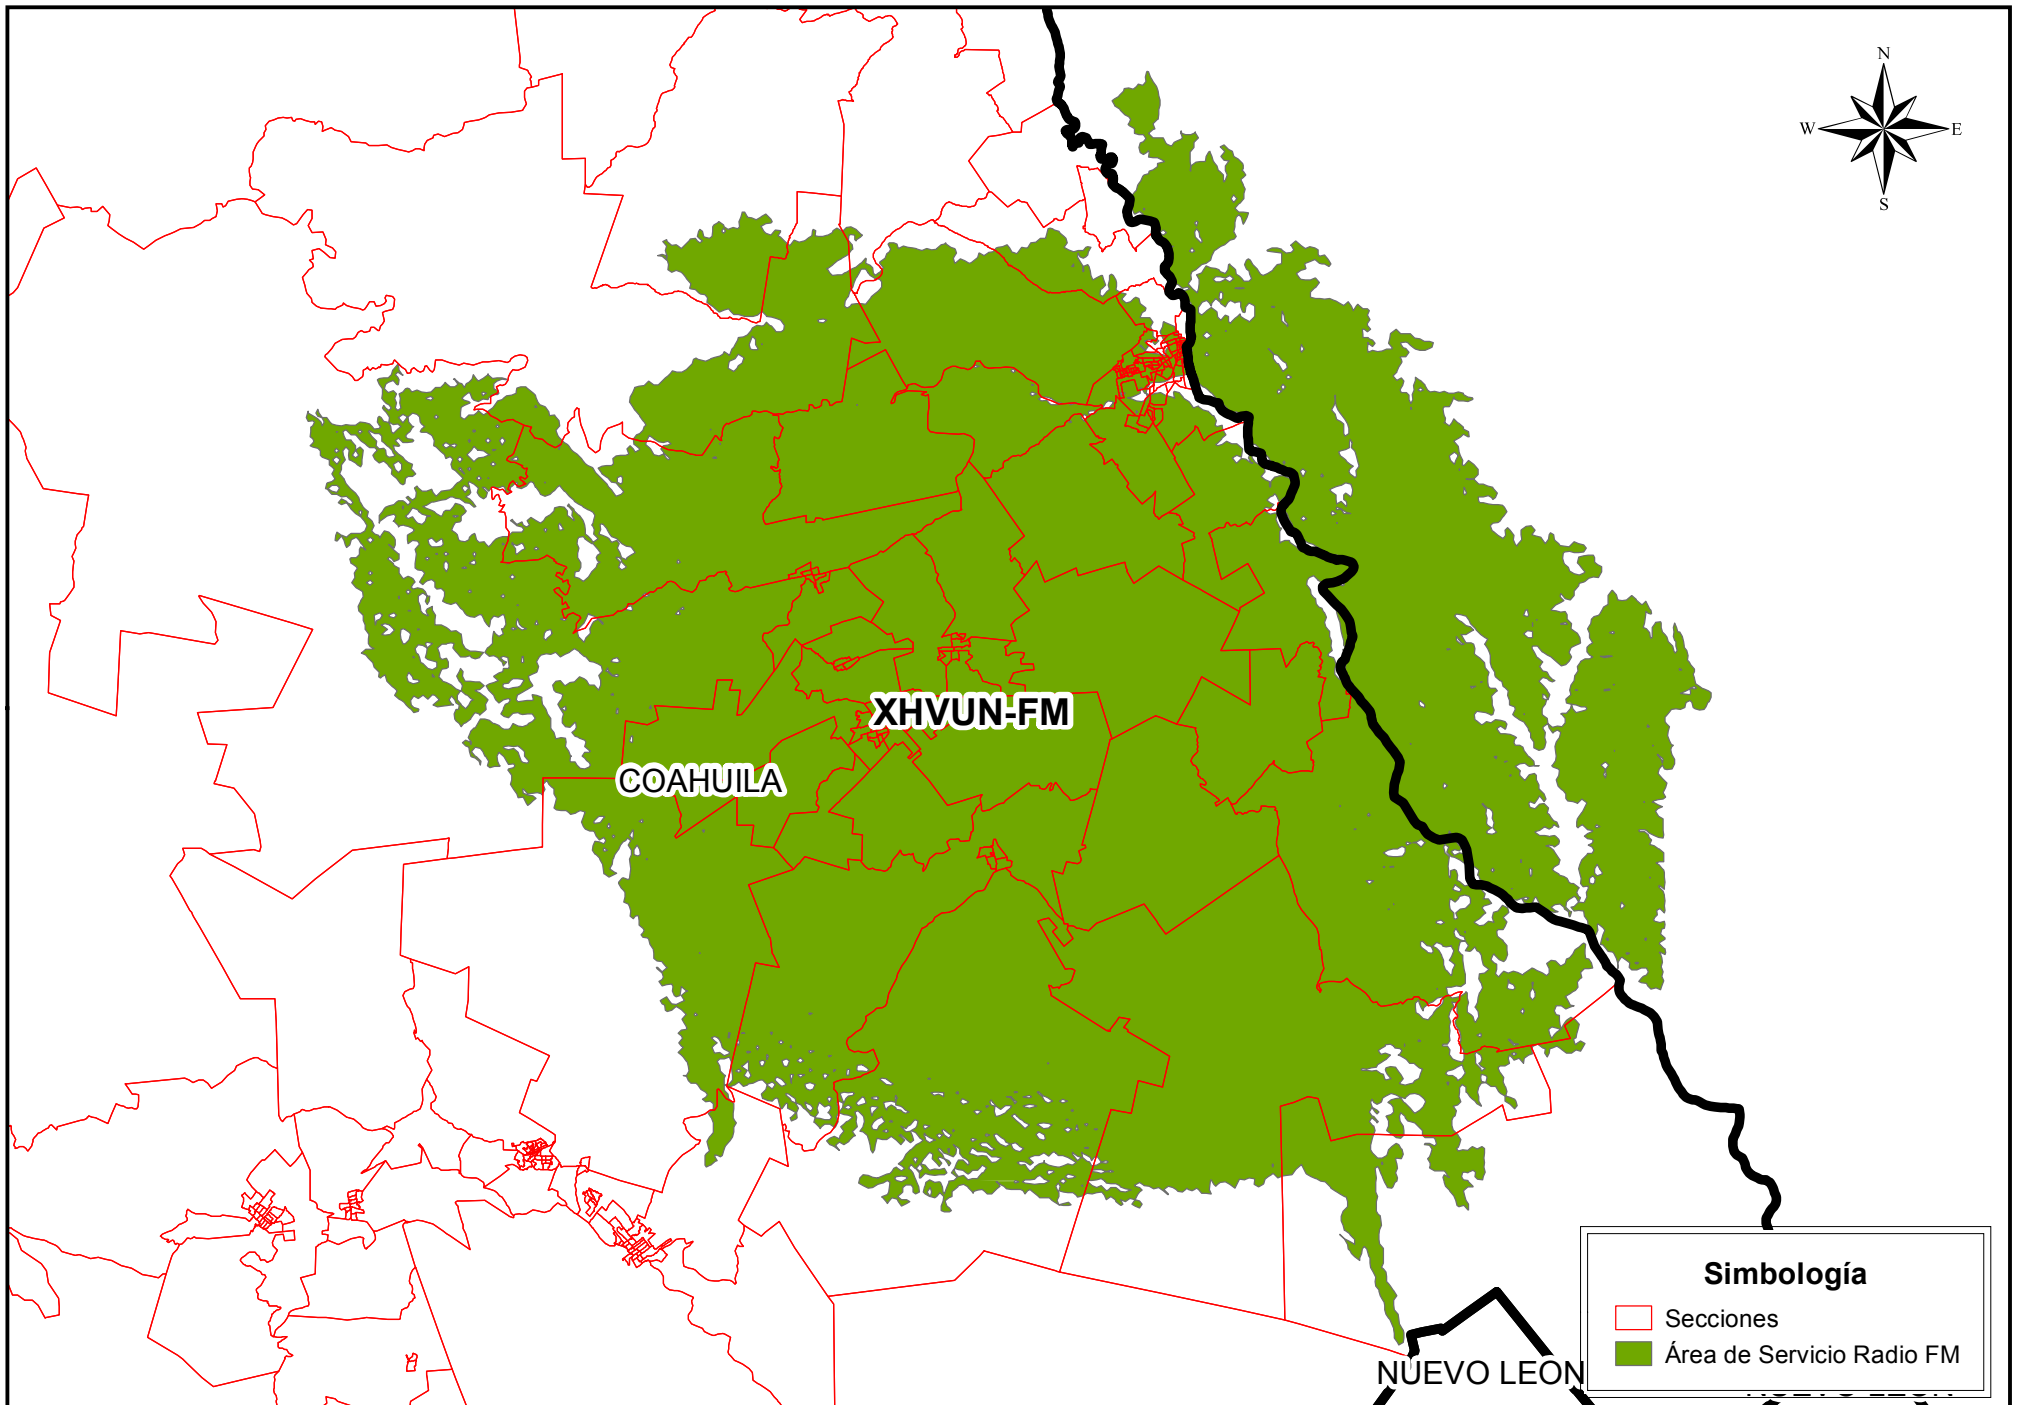 N
W E
S
XHVUN-FM
COAHUILA
Simbología
Secciones
Área de Servicio Radio FM
NUEVO LEON